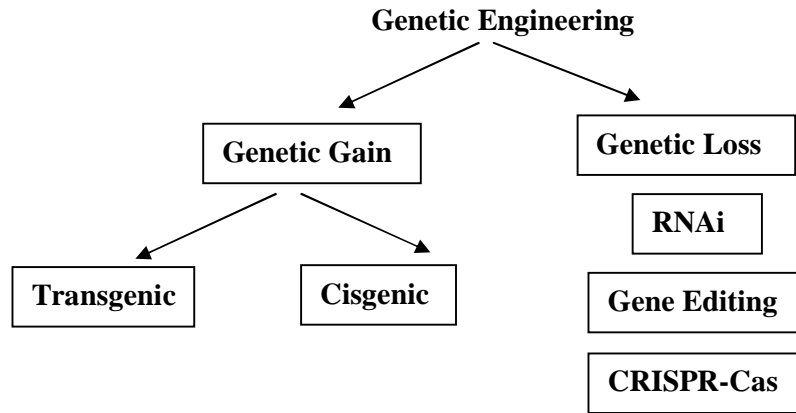 Genetic Engineering
Genetic Gain
Genetic Loss
RNAi
Transgenic
Cisgenic
Gene Editing
CRISPR-Cas